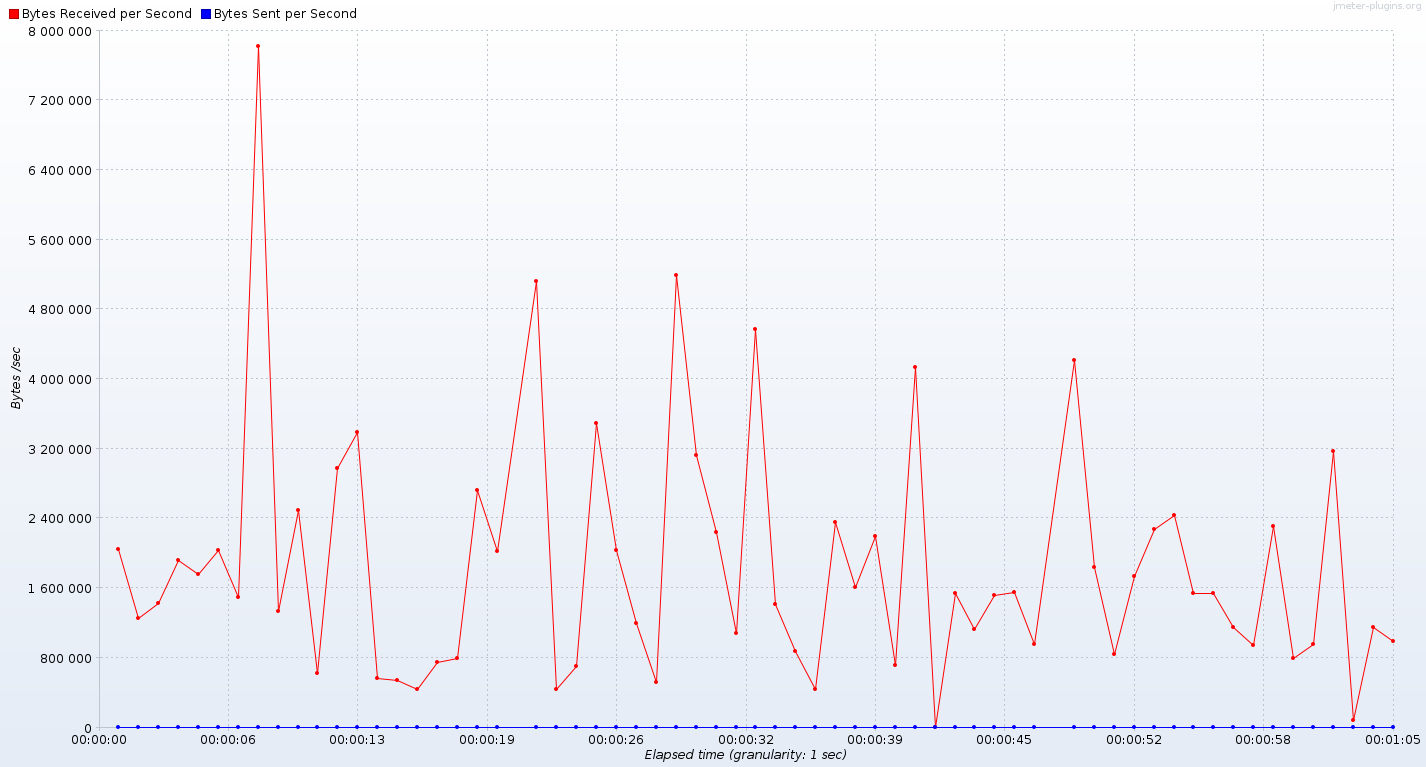 jmeter-plugins.org
Bytes Received per Second Bytes Sent per Second
8 000 000
7 200 000
6 400 000
5 600 000
4 800 000
4 000 000
3 200 000
2 400 000
1 600 000
800 000
0
Bytes /sec
00:00:00 00:00:06 00:00:13 00:00:19 00:00:26 00:00:32 00:00:39 00:00:45 00:00:52 00:00:58 00:01:05
Elapsed time (granularity: 1 sec)